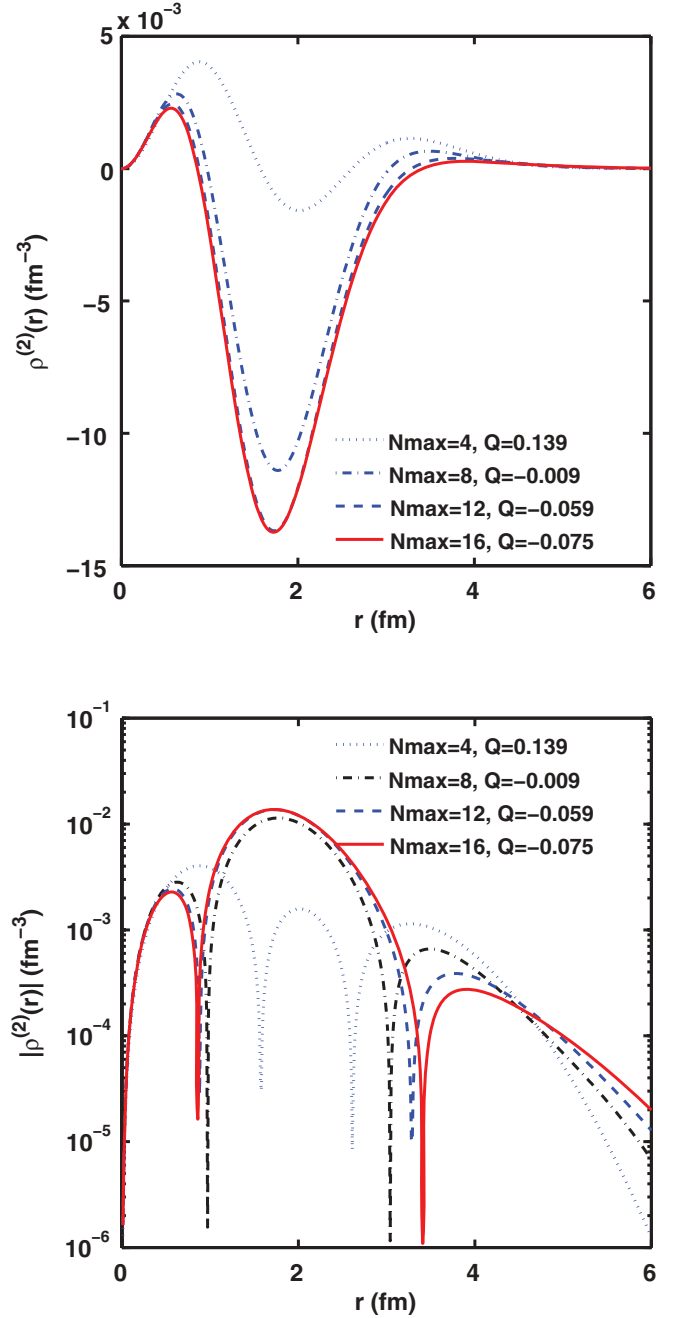 5 x 10⁻³
0
−5
−10
−15
ρ⁽²⁾(r) (fm⁻³)
Nmax=4, Q=0.139
Nmax=8, Q=−0.009
Nmax=12, Q=−0.059
Nmax=16, Q=−0.075
0 2 4 6
r (fm)
10⁻¹
10⁻²
10⁻³
10⁻⁴
10⁻⁵
10⁻⁶
|ρ⁽²⁾(r)| (fm⁻³)
Nmax=4, Q=0.139
Nmax=8, Q=−0.009
Nmax=12, Q=−0.059
Nmax=16, Q=−0.075
0 2 4 6
r (fm)